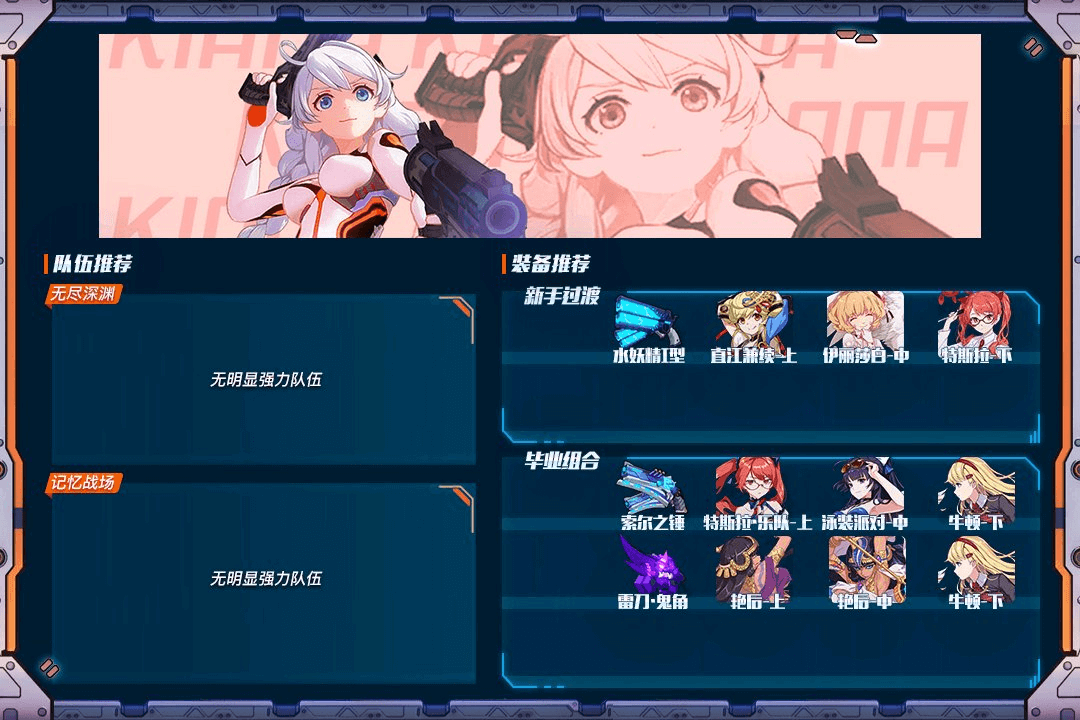 队伍推荐
无尽深渊
无明显强力队伍
记忆战场
无明显强力队伍
装备推荐
新手过渡
水妖精I型 直江兼续-上 伊丽莎白-中 特斯拉-下
毕业组合
索尔之锤 特斯拉·乐队-上 泳装派对-中 牛顿-下
雷刀·鬼角 艳后-上 艳后-中 牛顿-下